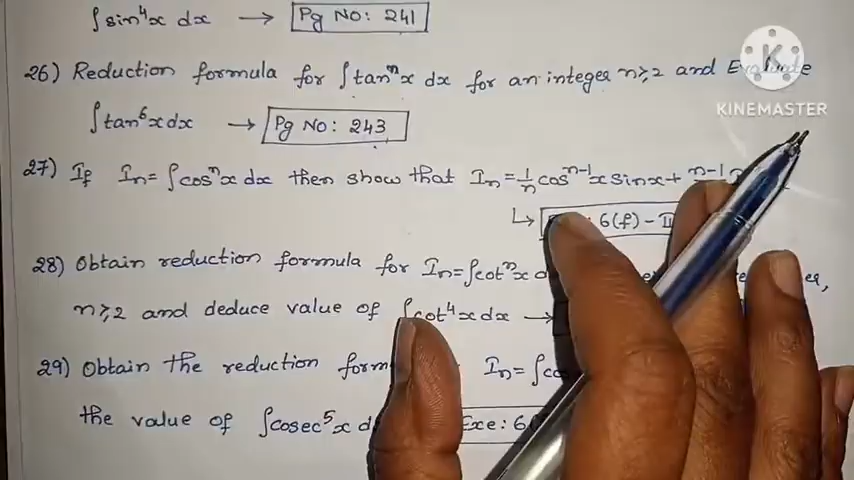 ∫sin⁴x dx → Pg No: 241
26) Reduction formula for ∫tanⁿx dx for an integer n≥2 and Evaluate
∫tan⁶x dx → Pg No: 243
KINEMASTER
27) If Iₙ=∫cosⁿx dx then show that Iₙ=1/n cosⁿ⁻¹x sinx+ n-1
6(f)-II
28) Obtain reduction formula for Iₙ=∫cotⁿx
n≥2 and deduce value of ∫cot⁴x dx →
29) Obtain the reduction Iₙ=∫
the value of ∫cosec⁵x Exe: 6